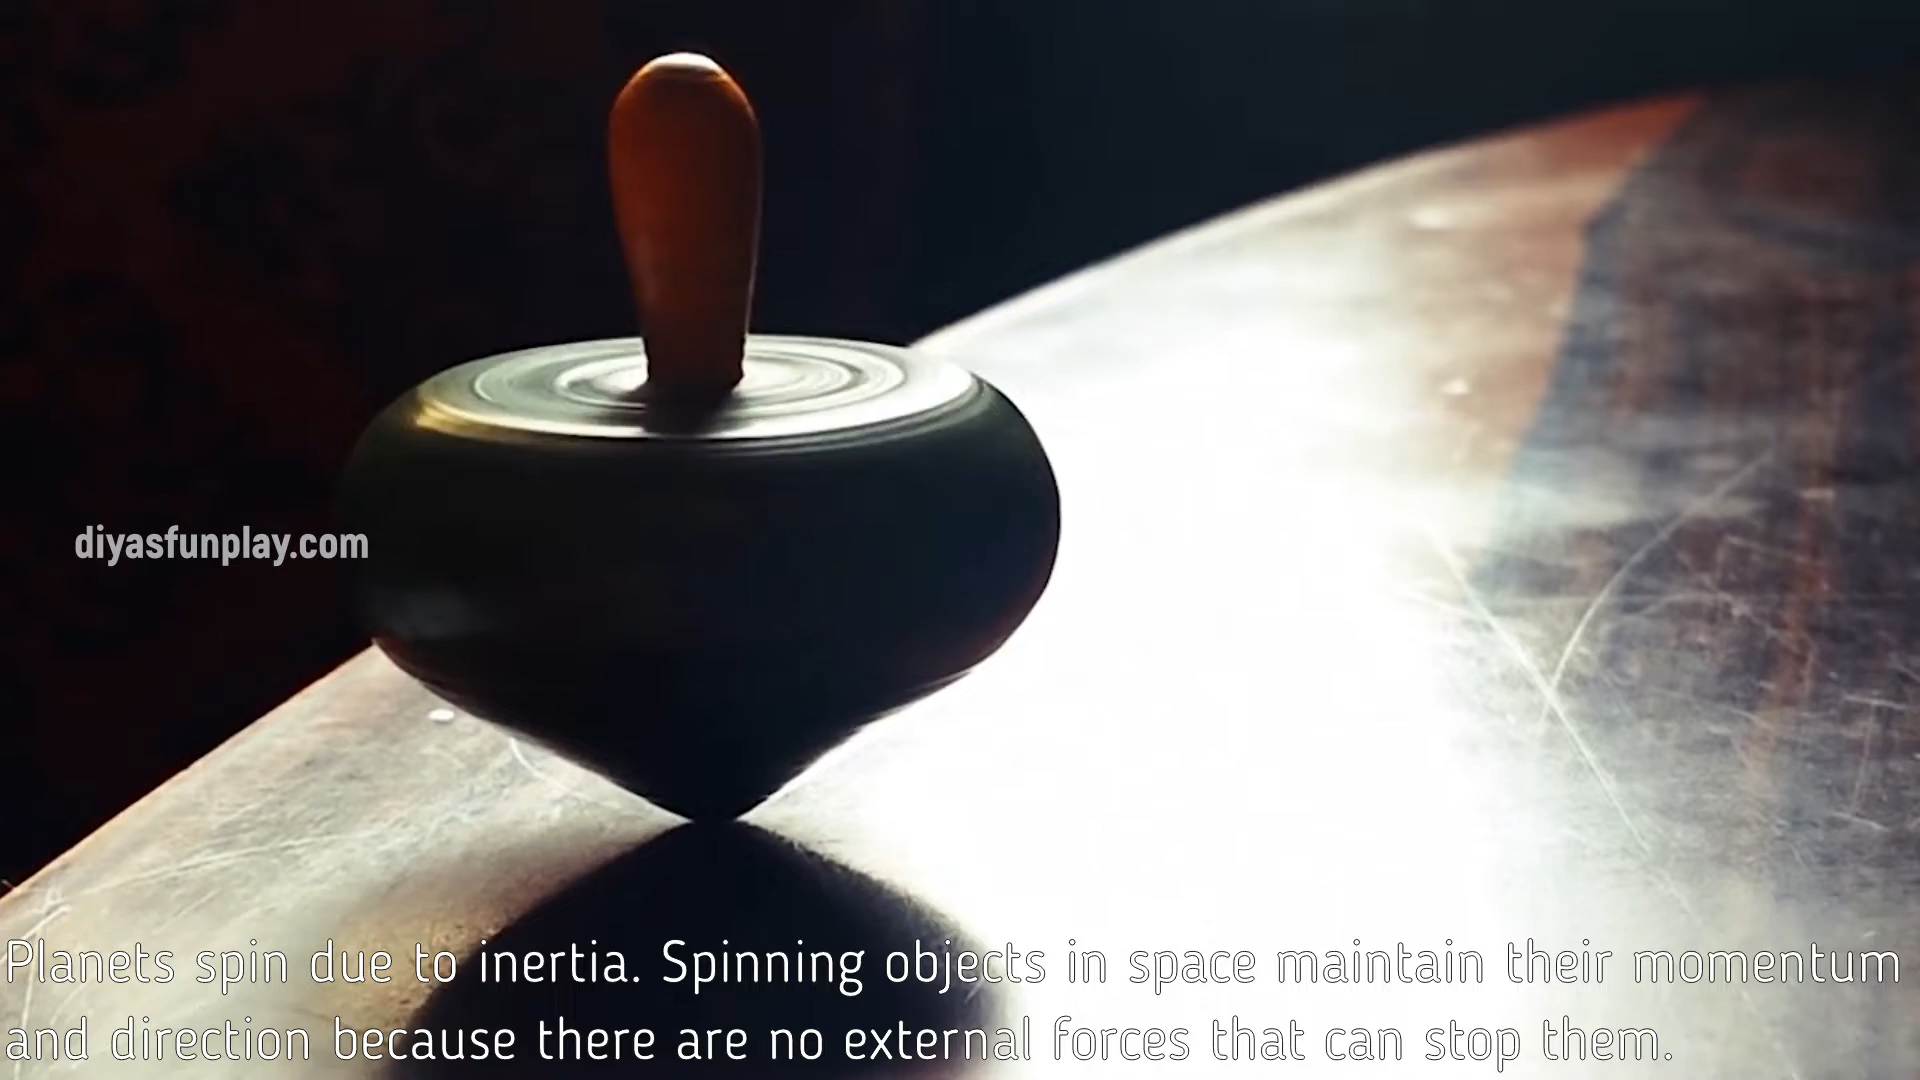 diyasfunplay.com
Planets spin due to inertia. Spinning objects in space maintain their momentum
and direction because there are no external forces that can stop them.